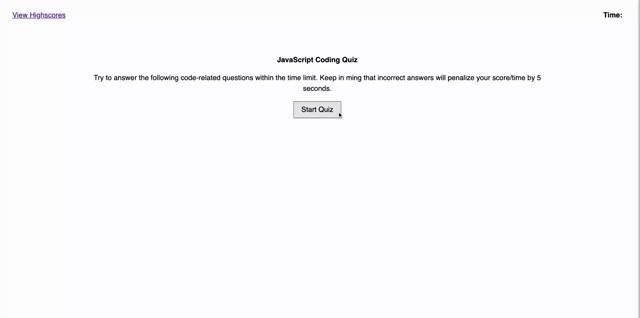 View Highscores
Time:
JavaScript Coding Quiz
Try to answer the following code-related questions within the time limit. Keep in ming that incorrect answers will penalize your score/time by 5
seconds.
Start Quiz